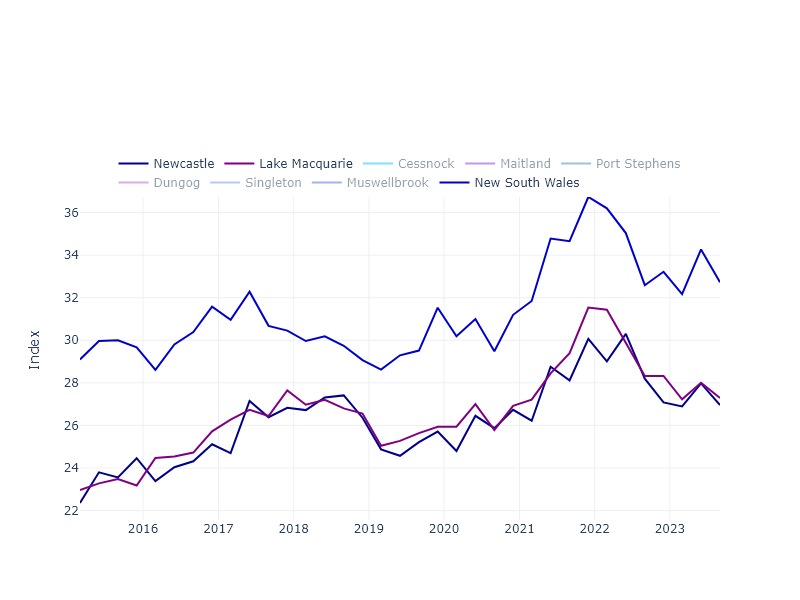 Newcastle Lake Macquarie Cessnock Maitland Port Stephens
Dungog Singleton Muswellbrook New South Wales
36
34
32
30
28
26
24
22
Index
2016 2017 2018 2019 2020 2021 2022 2023